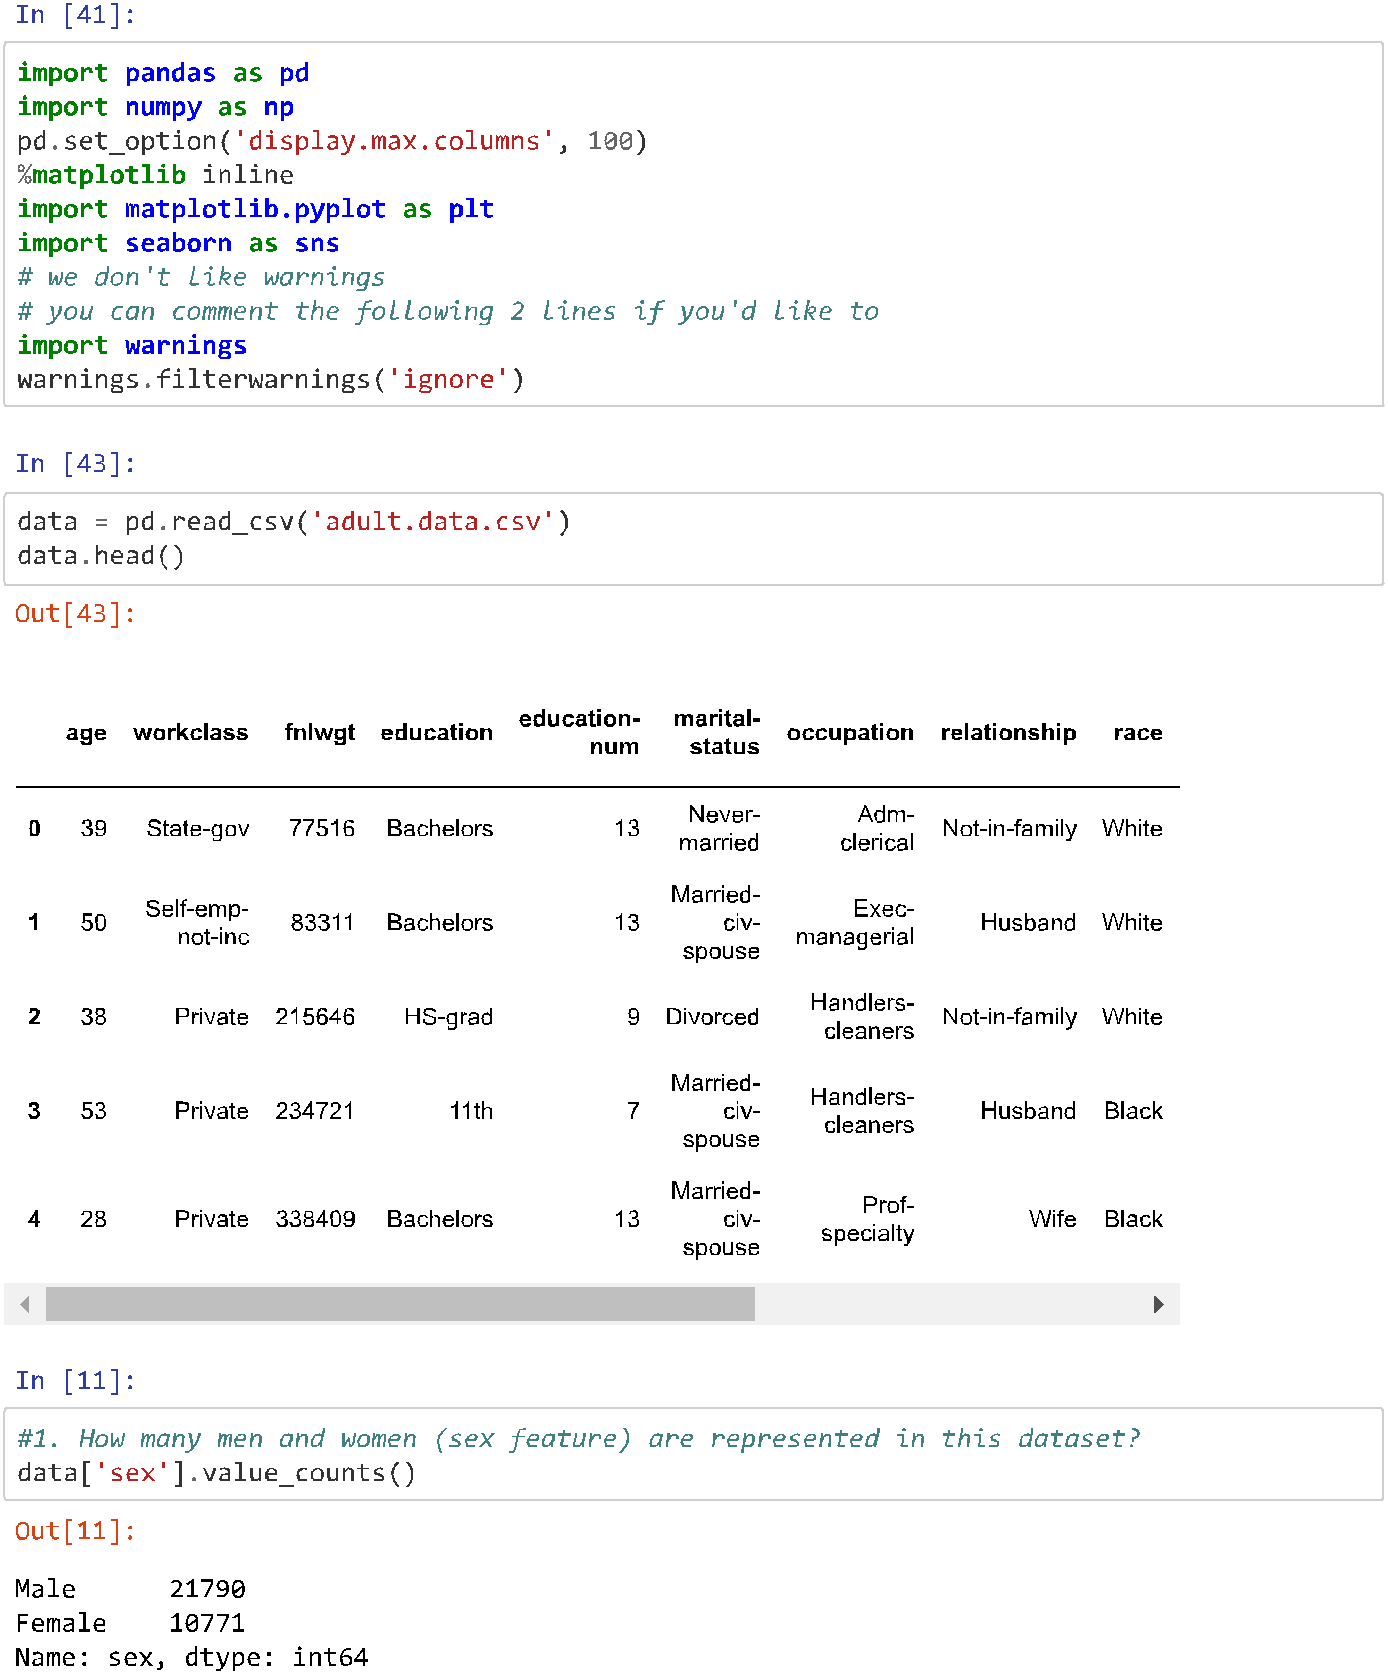 In [41]:
import pandas as pd
import numpy as np
pd.set_option('display.max.columns', 100)
%matplotlib inline
import matplotlib.pyplot as plt
import seaborn as sns
# we don't like warnings
# you can comment the following 2 lines if you'd like to
import warnings
warnings.filterwarnings('ignore')
In [43]:
data = pd.read_csv('adult.data.csv')
data.head()
Out[43]:
age workclass fnlwgt education education-num marital-status occupation relationship race
0 39 State-gov 77516 Bachelors 13 Never-married Adm-clerical Not-in-family White
1 50 Self-emp-not-inc 83311 Bachelors 13 Married-civ-spouse Exec-managerial Husband White
2 38 Private 215646 HS-grad 9 Divorced Handlers-cleaners Not-in-family White
3 53 Private 234721 11th 7 Married-civ-spouse Handlers-cleaners Husband Black
4 28 Private 338409 Bachelors 13 Married-civ-spouse Prof-specialty Wife Black
In [11]:
#1. How many men and women (sex feature) are represented in this dataset?
data['sex'].value_counts()
Out[11]:
Male 21790
Female 10771
Name: sex, dtype: int64